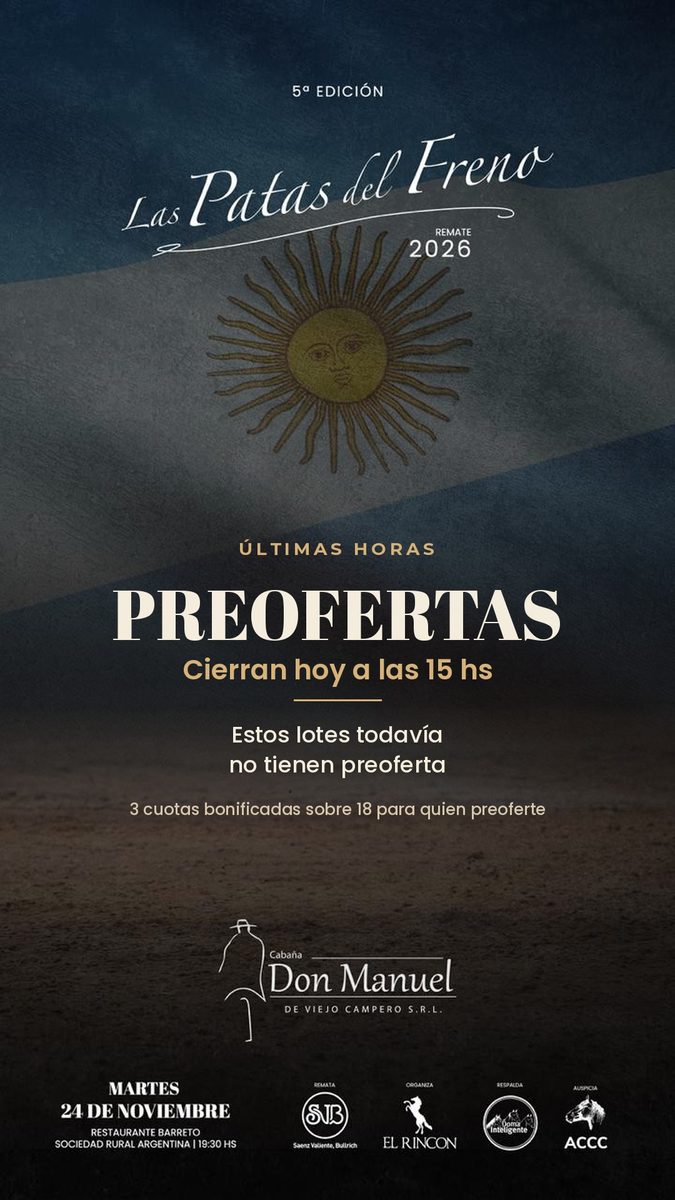 5ª EDICIÓN
Las Patas del Freno
REMATE
2026
ÚLTIMAS HORAS
PREOFERTAS
Cierran hoy a las 15 hs
Estos lotes todavía
no tienen preoferta
3 cuotas bonificadas sobre 18 para quien preoferte
Cabaña
Don Manuel
DE VIEJO CAMPERO S.R.L.
MARTES
24 DE NOVIEMBRE
RESTAURANTE BARRETO
SOCIEDAD RURAL ARGENTINA | 19:30 HS
REMATA
SVB
Saenz Valiente, Bullrich
ORGANIZA
EL RINCON
RESPALDA
Doma
Inteligente
AUSPICIA
ACCC